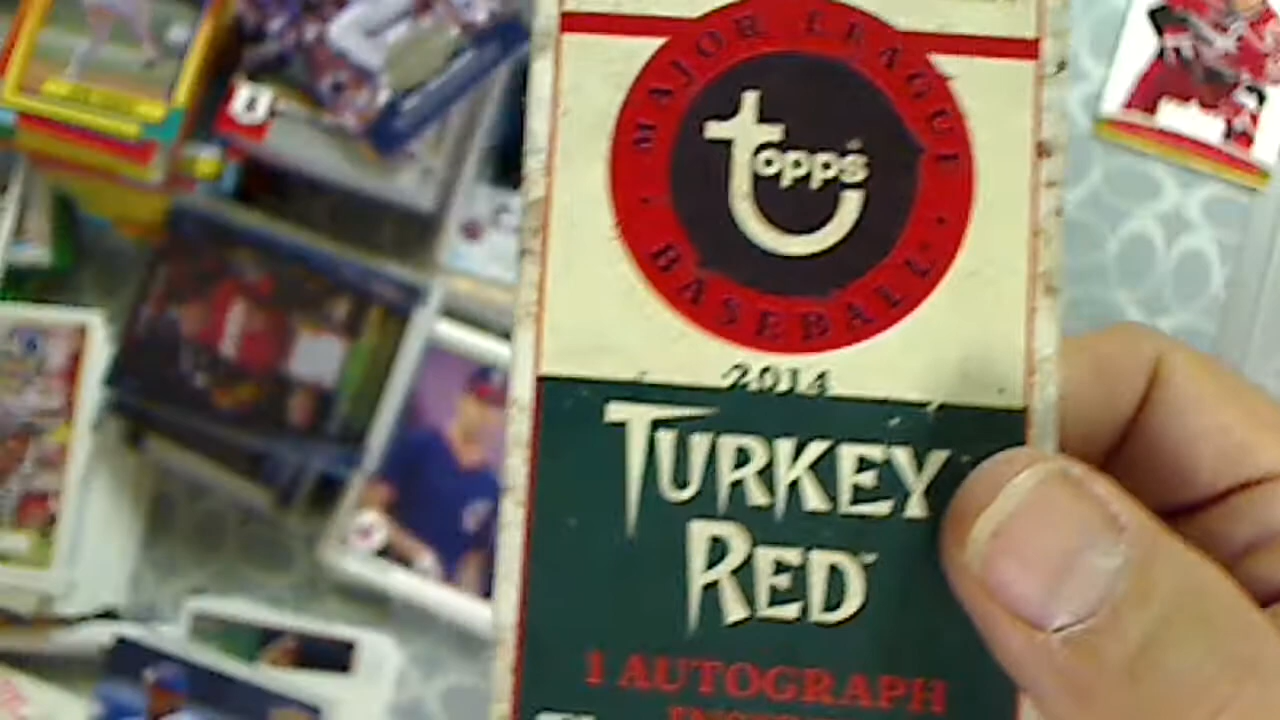 MAJOR LEAGUE
topps
BASEBALL
2014
TURKEY
RED
1 AUTOGRAPH